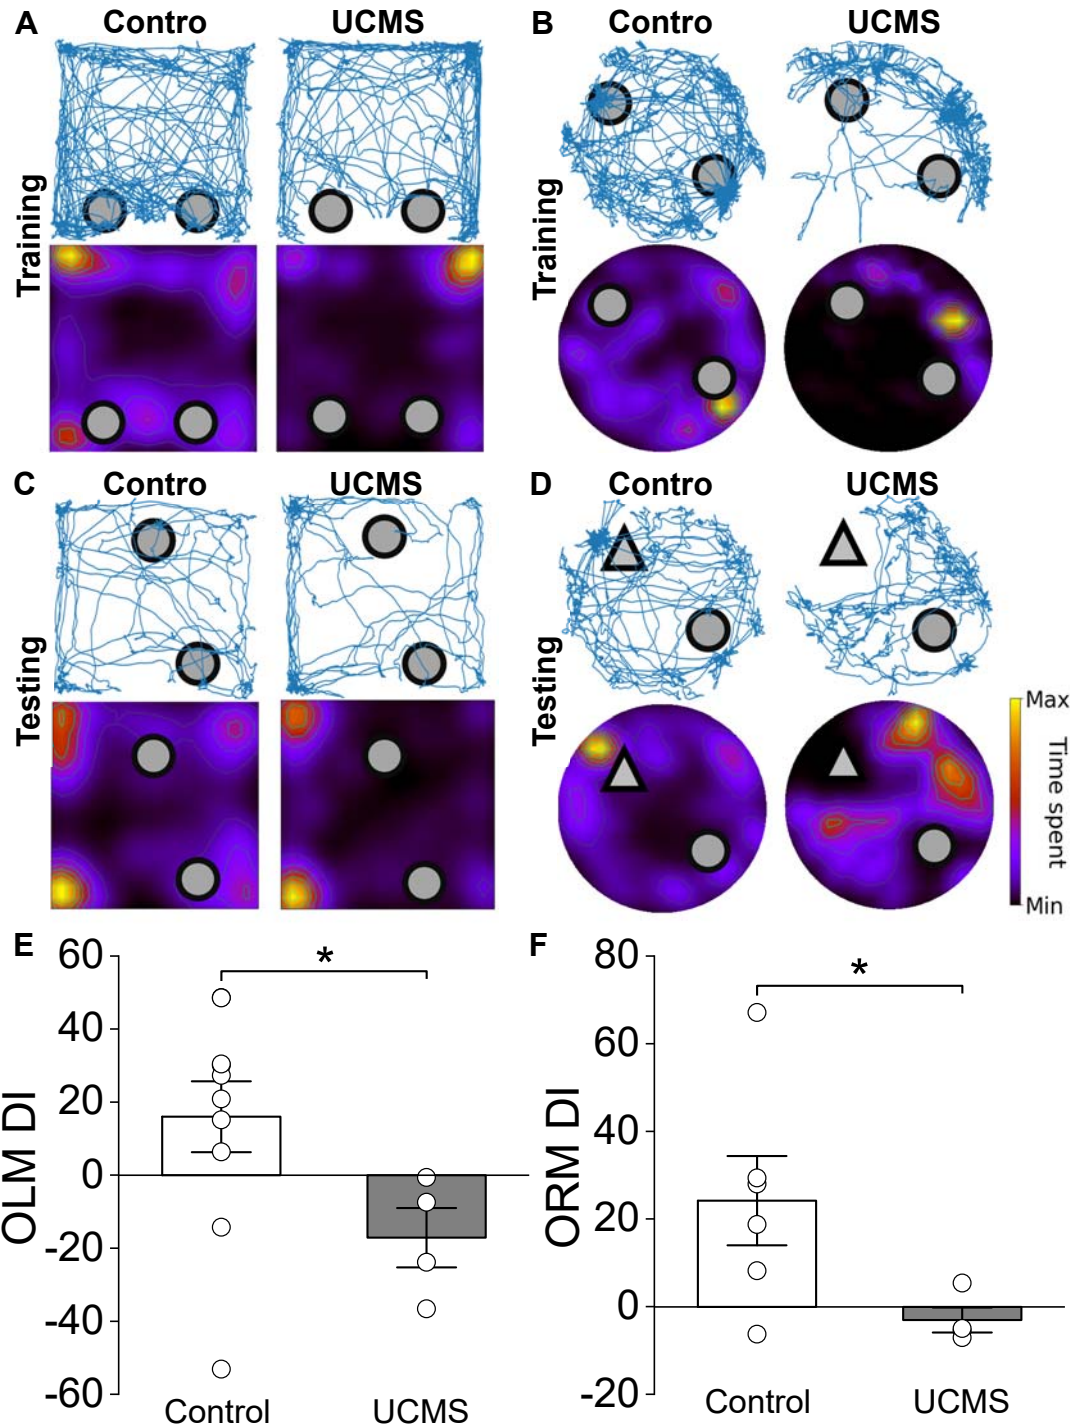 A Contro UCMS
B Contro UCMS
Training
Training
C Contro UCMS
D Contro UCMS
Testing
Testing
Max
Time spent
Min
E
60
40
20
0
-20
-40
-60
OLM DI
*
Control UCMS
F
80
60
40
20
0
-20
ORM DI
*
Control UCMS